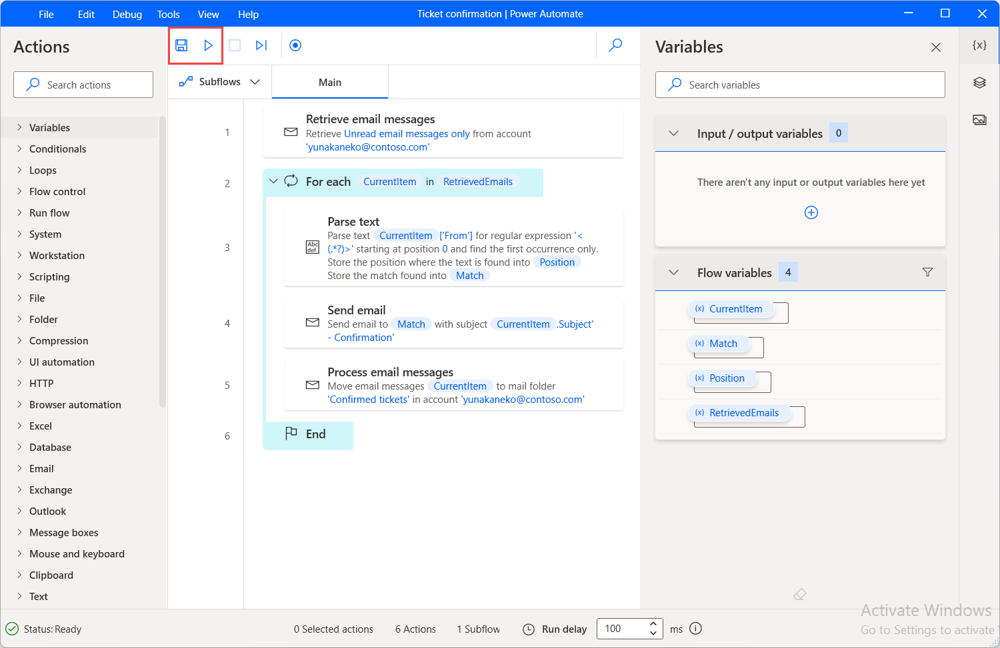 File Edit Debug Tools View Help
Ticket confirmation | Power Automate
Actions
Search actions
Variables
Conditionals
Loops
Flow control
Run flow
System
Workstation
Scripting
File
Folder
Compression
UI automation
HTTP
Browser automation
Excel
Database
Email
Exchange
Outlook
Message boxes
Mouse and keyboard
Clipboard
Text
Subflows
Main
1
Retrieve email messages
Retrieve Unread email messages only from account
'yunakaneko@contoso.com'
2
For each CurrentItem in RetrievedEmails
3
Parse text
Abc
def
Parse text CurrentItem ['From'] for regular expression '<
(.*?)>' starting at position 0 and find the first occurrence only.
Store the position where the text is found into Position
Store the match found into Match
4
Send email
Send email to Match with subject CurrentItem .Subject'
- Confirmation'
5
Process email messages
Move email messages CurrentItem to mail folder
'Confirmed tickets' in account 'yunakaneko@contoso.com'
6
End
Variables
{x}
Search variables
Input / output variables 0
There aren't any input or output variables here yet
Flow variables 4
{x} CurrentItem
{x} Match
{x} Position
{x} RetrievedEmails
Activate Windows
Go to Settings to activate
Status: Ready
0 Selected actions
6 Actions
1 Subflow
Run delay 100 ms